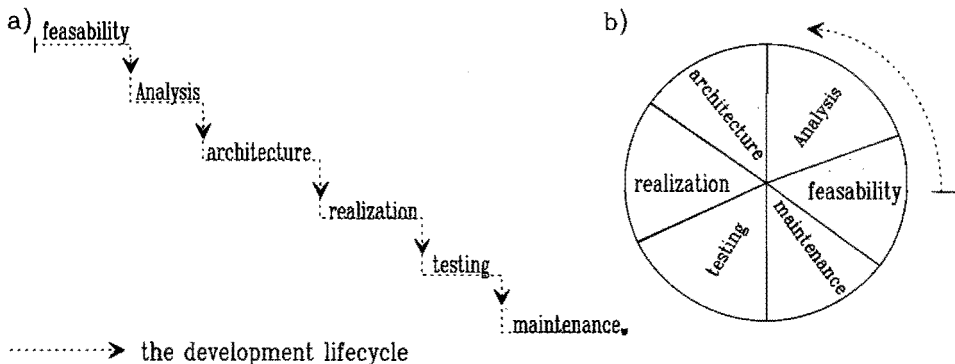 a)
feasability
Analysis
architecture
realization
testing
maintenance
the development lifecycle
b)
architecture
Analysis
realization
feasability
testing
maintenance